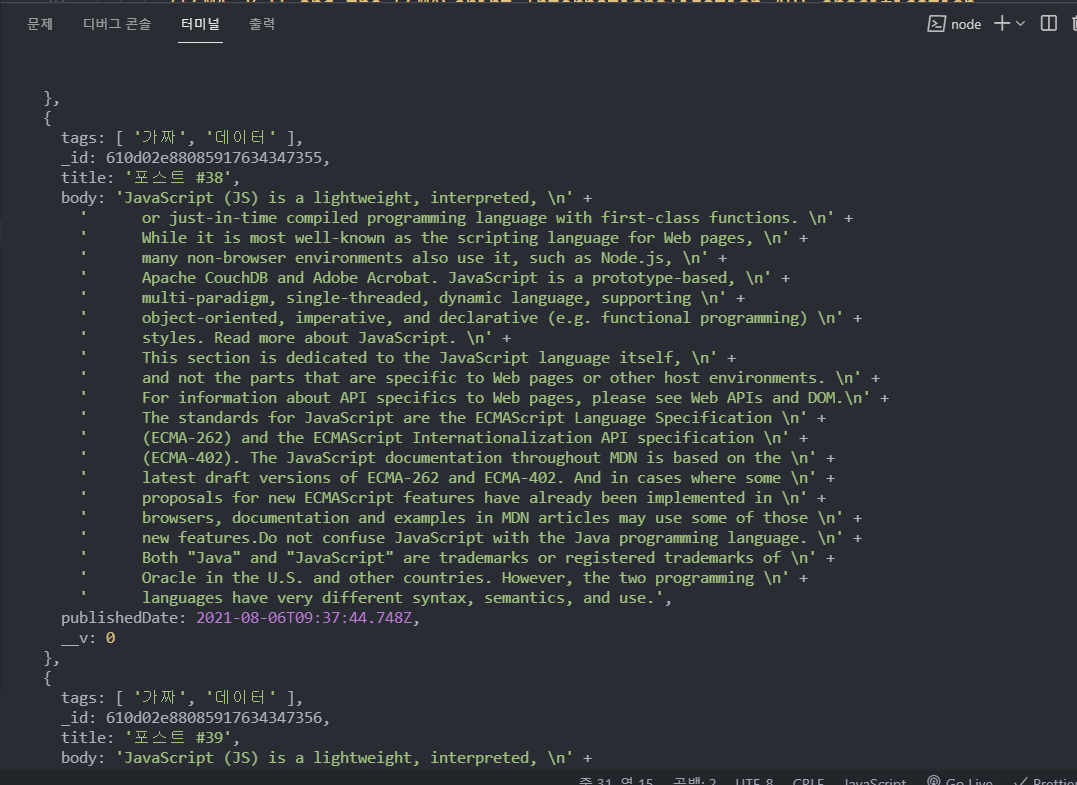 문제 디버그 콘솔 터미널 출력 node
},
{
tags: [ '가짜', '데이터' ],
_id: 610d02e88085917634347355,
title: '포스트 #38',
body: 'JavaScript (JS) is a lightweight, interpreted, \n' +
' or just-in-time compiled programming language with first-class functions. \n' +
' While it is most well-known as the scripting language for Web pages, \n' +
' many non-browser environments also use it, such as Node.js, \n' +
' Apache CouchDB and Adobe Acrobat. JavaScript is a prototype-based, \n' +
' multi-paradigm, single-threaded, dynamic language, supporting \n' +
' object-oriented, imperative, and declarative (e.g. functional programming) \n' +
' styles. Read more about JavaScript. \n' +
' This section is dedicated to the JavaScript language itself, \n' +
' and not the parts that are specific to Web pages or other host environments. \n' +
' For information about API specifics to Web pages, please see Web APIs and DOM.\n' +
' The standards for JavaScript are the ECMAScript Language Specification \n' +
' (ECMA-262) and the ECMAScript Internationalization API specification \n' +
' (ECMA-402). The JavaScript documentation throughout MDN is based on the \n' +
' latest draft versions of ECMA-262 and ECMA-402. And in cases where some \n' +
' proposals for new ECMAScript features have already been implemented in \n' +
' browsers, documentation and examples in MDN articles may use some of those \n' +
' new features.Do not confuse JavaScript with the Java programming language. \n' +
' Both "Java" and "JavaScript" are trademarks or registered trademarks of \n' +
' Oracle in the U.S. and other countries. However, the two programming \n' +
' languages have very different syntax, semantics, and use.',
publishedDate: 2021-08-06T09:37:44.748Z,
__v: 0
},
{
tags: [ '가짜', '데이터' ],
_id: 610d02e88085917634347356,
title: '포스트 #39',
body: 'JavaScript (JS) is a lightweight, interpreted, \n' +
줄 31, 열 15 공백: 2 UTF-8 CRLF JavaScript Go Live